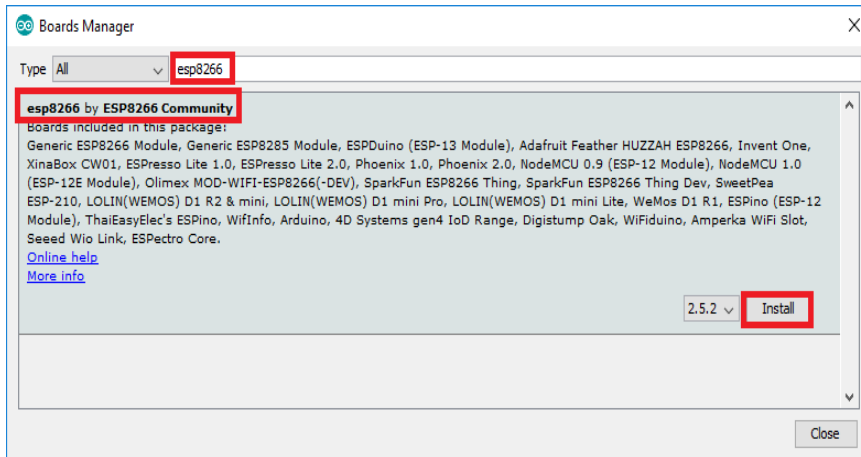 Boards Manager
X
Type All esp8266
esp8266 by ESP8266 Community
Boards included in this package:
Generic ESP8266 Module, Generic ESP8285 Module, ESPDuino (ESP-13 Module), Adafruit Feather HUZZAH ESP8266, Invent One,
XinaBox CW01, ESPresso Lite 1.0, ESPresso Lite 2.0, Phoenix 1.0, Phoenix 2.0, NodeMCU 0.9 (ESP-12 Module), NodeMCU 1.0
(ESP-12E Module), Olimex MOD-WIFI-ESP8266(-DEV), SparkFun ESP8266 Thing, SparkFun ESP8266 Thing Dev, SweetPea
ESP-210, LOLIN(WEMOS) D1 R2 & mini, LOLIN(WEMOS) D1 mini Pro, LOLIN(WEMOS) D1 mini Lite, WeMos D1 R1, ESPino (ESP-12
Module), ThaiEasyElec's ESPino, WifInfo, Arduino, 4D Systems gen4 IoD Range, Digistump Oak, WiFiduino, Amperka WiFi Slot,
Seeed Wio Link, ESPectro Core.
Online help
More info
2.5.2 Install
Close